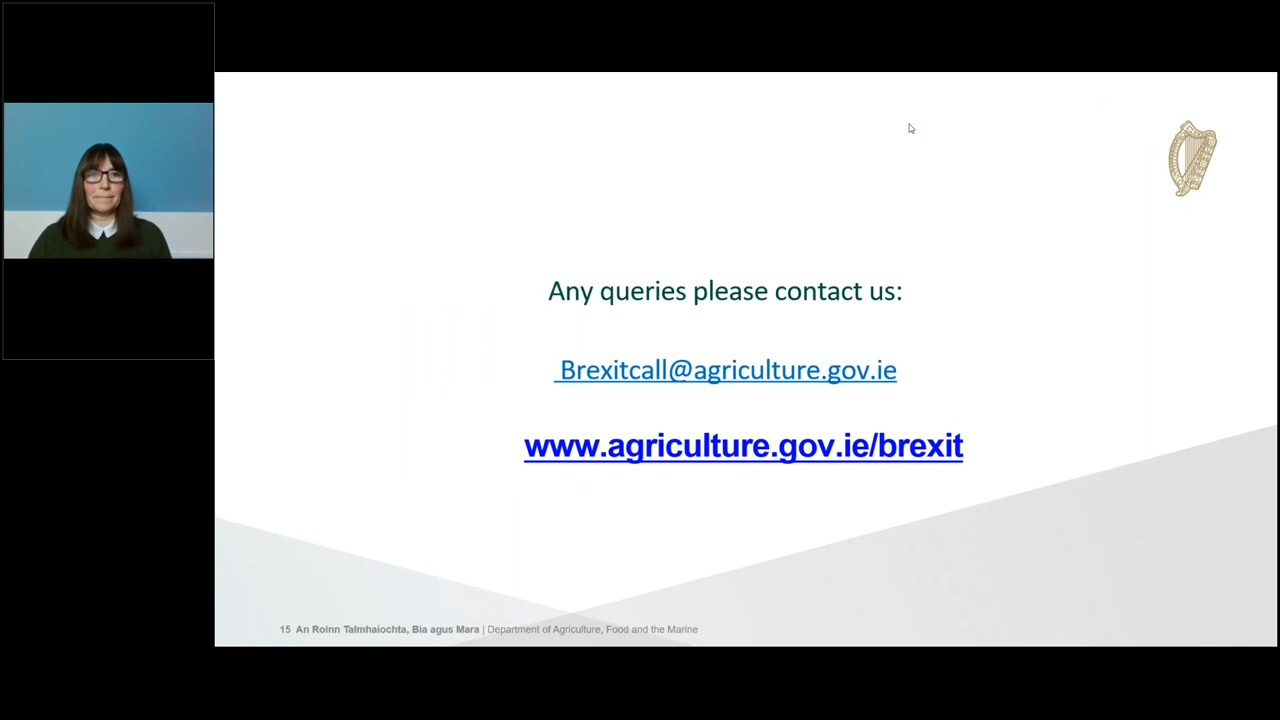 Any queries please contact us:
Brexitcall@agriculture.gov.ie
www.agriculture.gov.ie/brexit
15 An Roinn Talmhaíochta, Bia agus Mara | Department of Agriculture, Food and the Marine